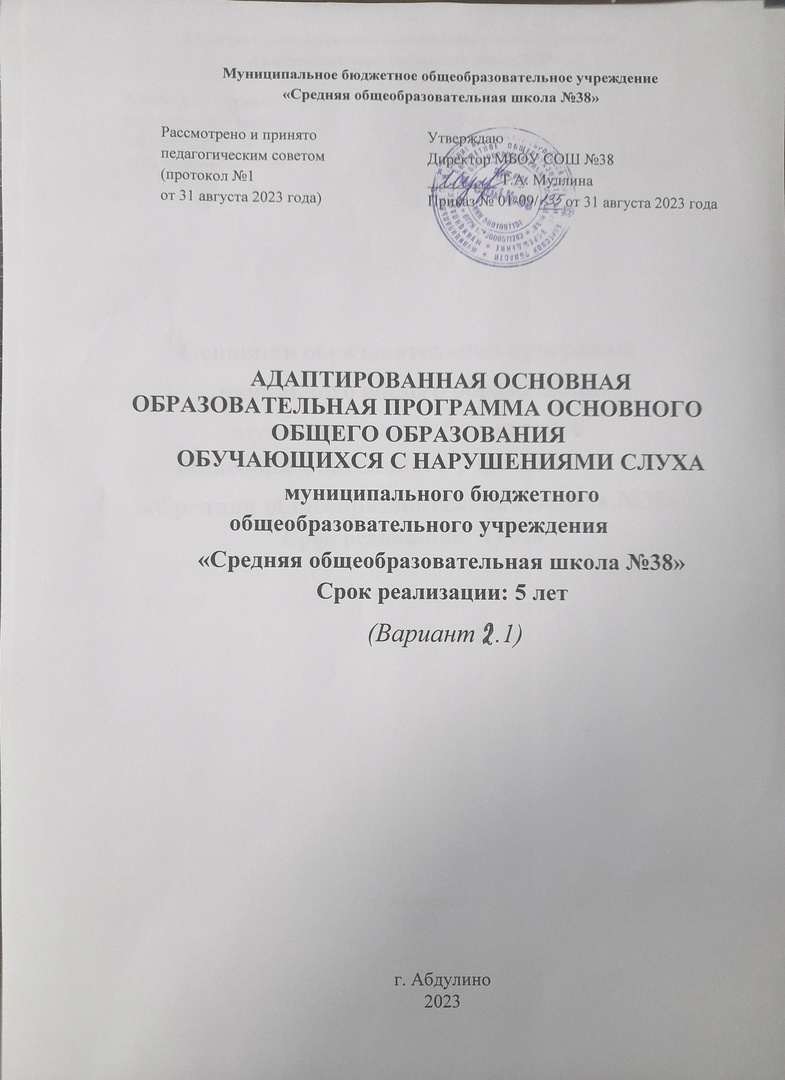 Муниципальное бюджетное общеобразовательное учреждение
«Средняя общеобразовательная школа №38»
Рассмотрено и принято
педагогическим советом
(протокол №1
от 31 августа 2023 года)
Утверждаю
Директор МБОУ СОШ №38
Г.А. Муллина
Приказ № 01-09/ 135 от 31 августа 2023 года
АДАПТИРОВАННАЯ ОСНОВНАЯ
ОБРАЗОВАТЕЛЬНАЯ ПРОГРАММА ОСНОВНОГО
ОБЩЕГО ОБРАЗОВАНИЯ
ОБУЧАЮЩИХСЯ С НАРУШЕНИЯМИ СЛУХА
муниципального бюджетного
общеобразовательного учреждения
«Средняя общеобразовательная школа №38»
Срок реализации: 5 лет
(Вариант 2.1)
г. Абдулино
2023